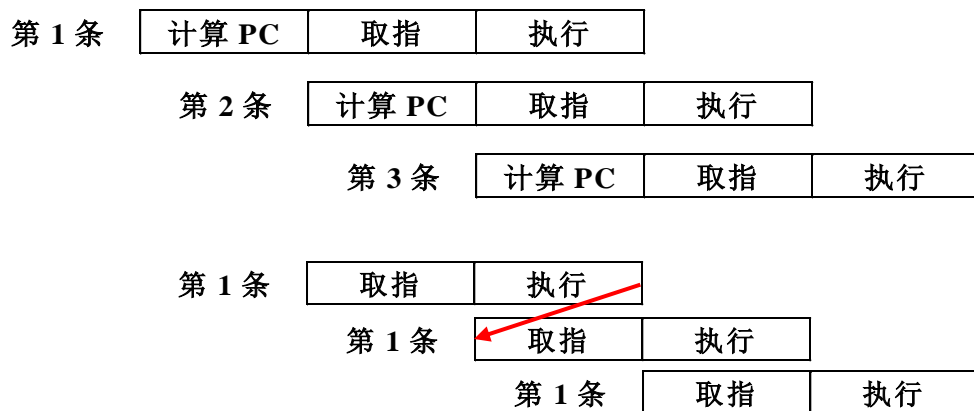 第 1 条 计算 PC 取指 执行
第 2 条 计算 PC 取指 执行
第 3 条 计算 PC 取指 执行
第 1 条 取指 执行
第 1 条 取指 执行
第 1 条 取指 执行